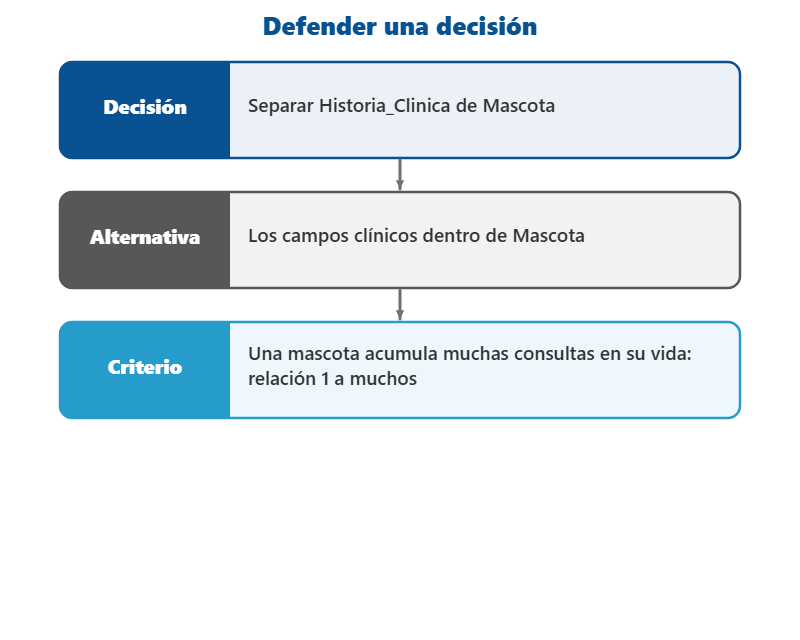 Defender una decisión
Decisión
Separar Historia_Clinica de Mascota
Alternativa
Los campos clínicos dentro de Mascota
Criterio
Una mascota acumula muchas consultas en su vida:
relación 1 a muchos